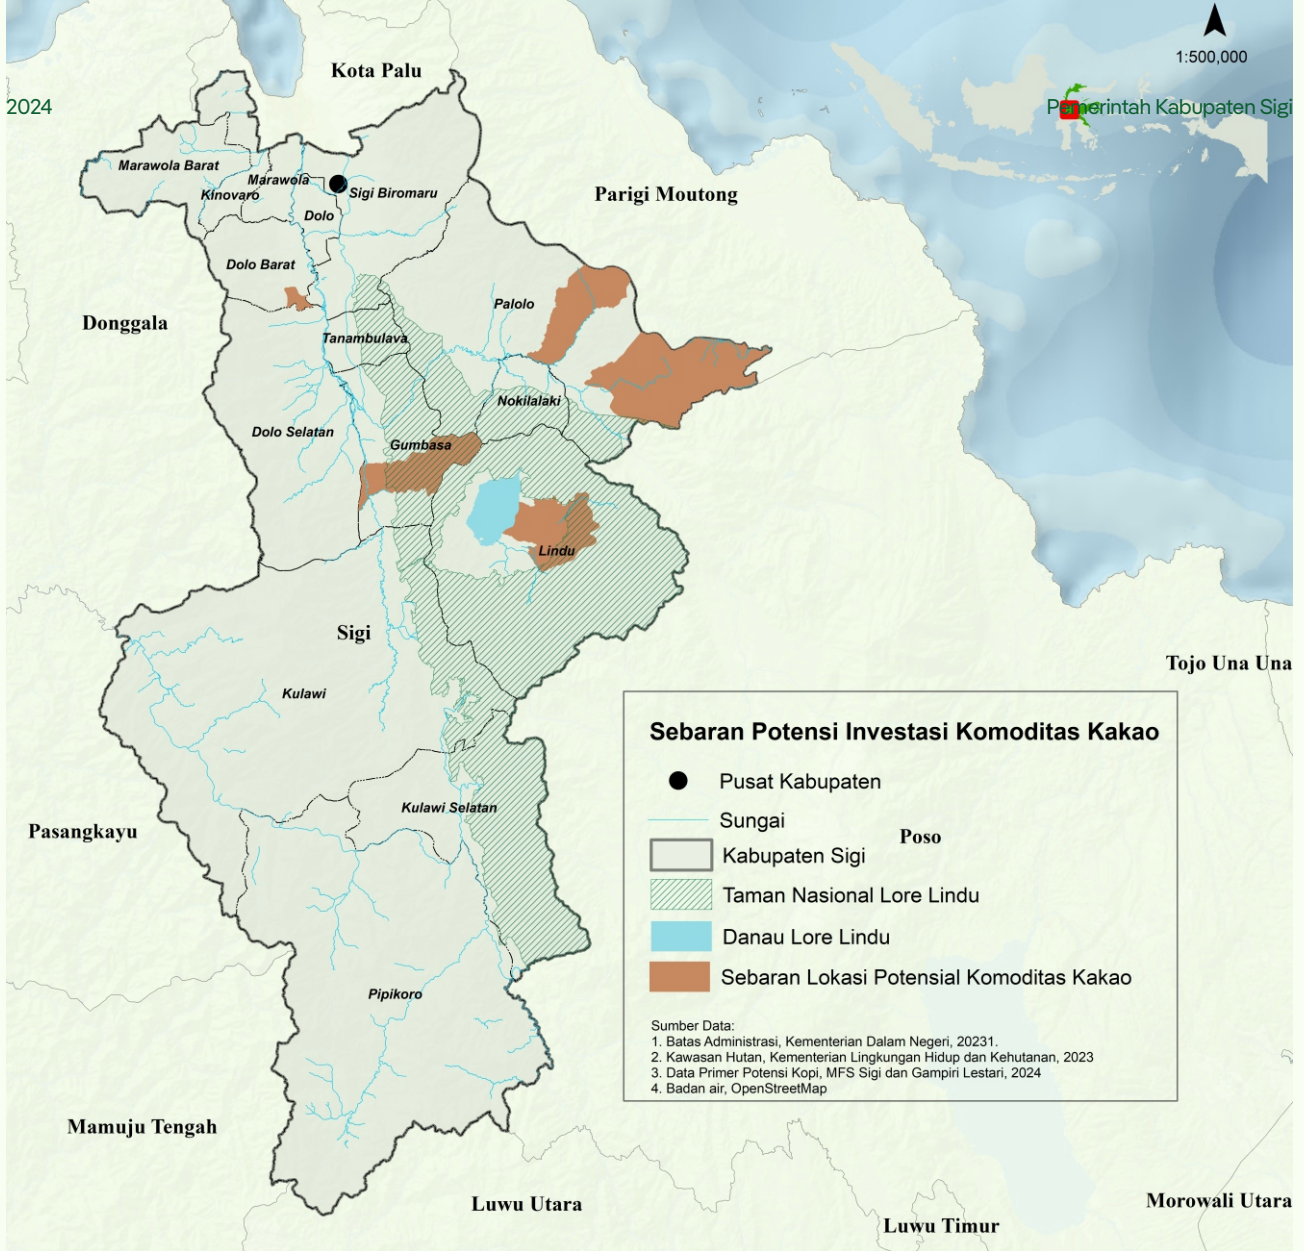 1:500,000
Kota Palu
2024
Pemerintah Kabupaten Sigi
Marawola Barat
Marawola
Kinovaro
Sigi Biromaru
Parigi Moutong
Dolo
Dolo Barat
Palolo
Donggala
Tanambulava
Nokilalaki
Dolo Selatan
Gumbasa
Lindu
Sigi
Tojo Una Una
Kulawi
Sebaran Potensi Investasi Komoditas Kakao
Pusat Kabupaten
Sungai
Kabupaten Sigi
Taman Nasional Lore Lindu
Danau Lore Lindu
Sebaran Lokasi Potensial Komoditas Kakao
Sumber Data:
1. Batas Administrasi, Kementerian Dalam Negeri, 20231.
2. Kawasan Hutan, Kementerian Lingkungan Hidup dan Kehutanan, 2023
3. Data Primer Potensi Kopi, MFS Sigi dan Gampiri Lestari, 2024
4. Badan air, OpenStreetMap
Poso
Kulawi Selatan
Pasangkayu
Pipikoro
Mamuju Tengah
Luwu Utara
Luwu Timur
Morowali Utara